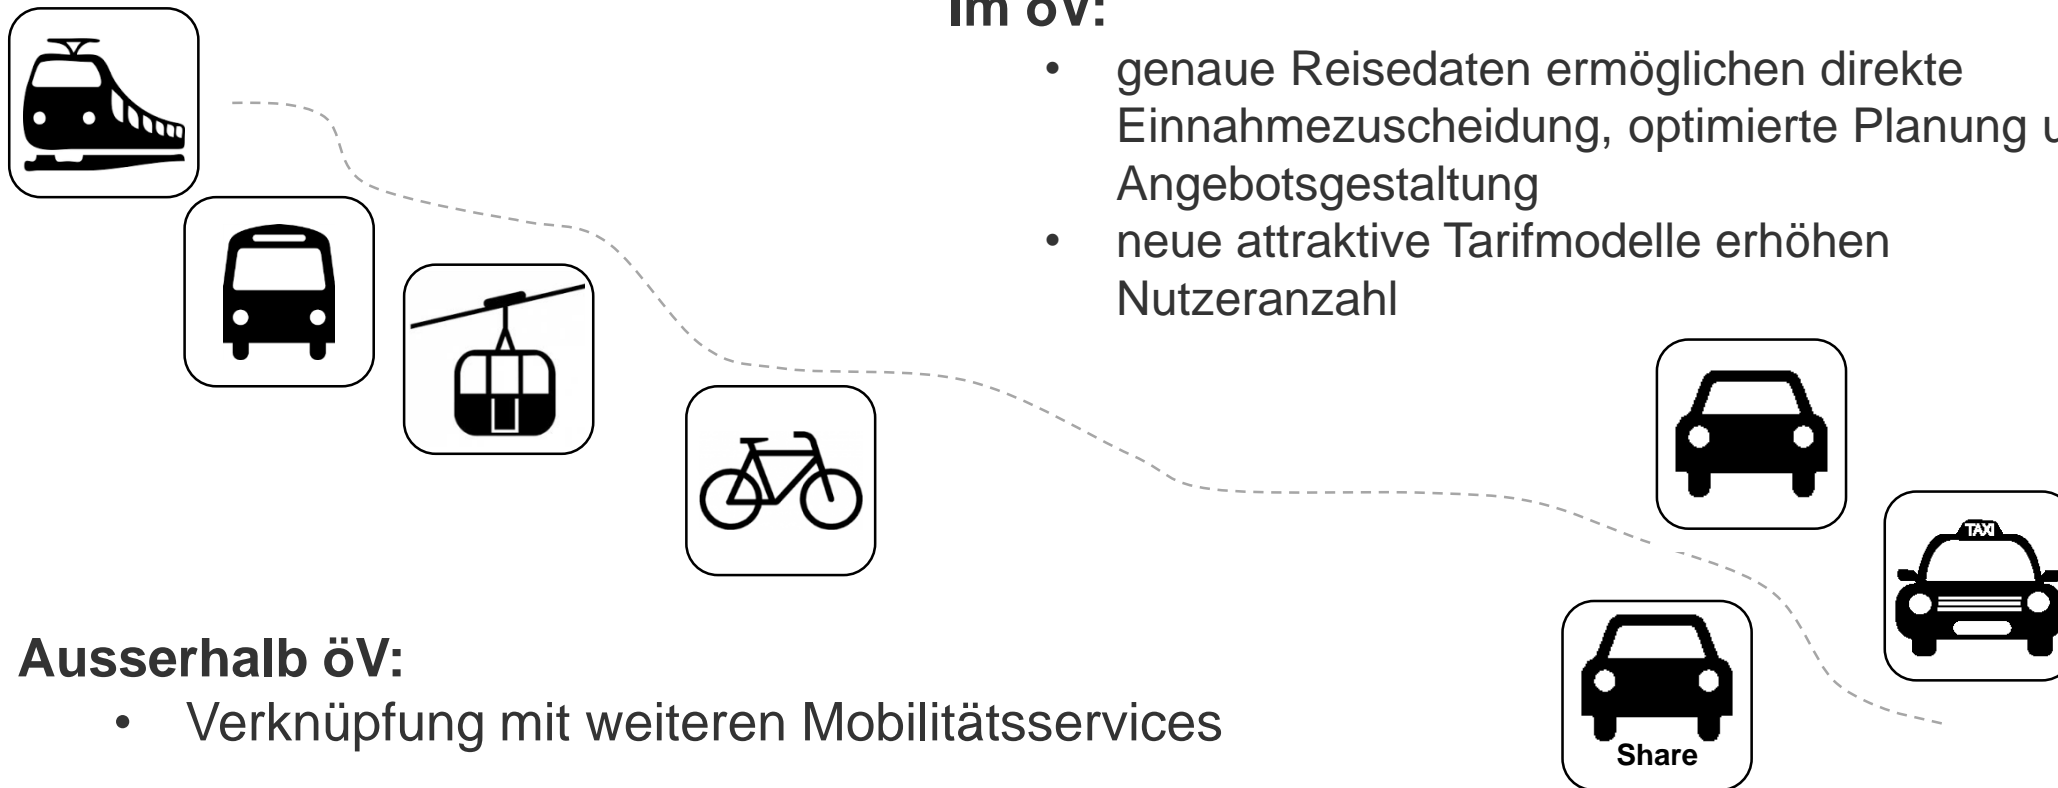 Im öV:
• genaue Reisedaten ermöglichen direkte
Einnahmezuscheidung, optimierte Planung
Angebotsgestaltung
• neue attraktive Tarifmodelle erhöhen
Nutzeranzahl
TAXI
Share
Ausserhalb öV:
• Verknüpfung mit weiteren Mobilitätsservices